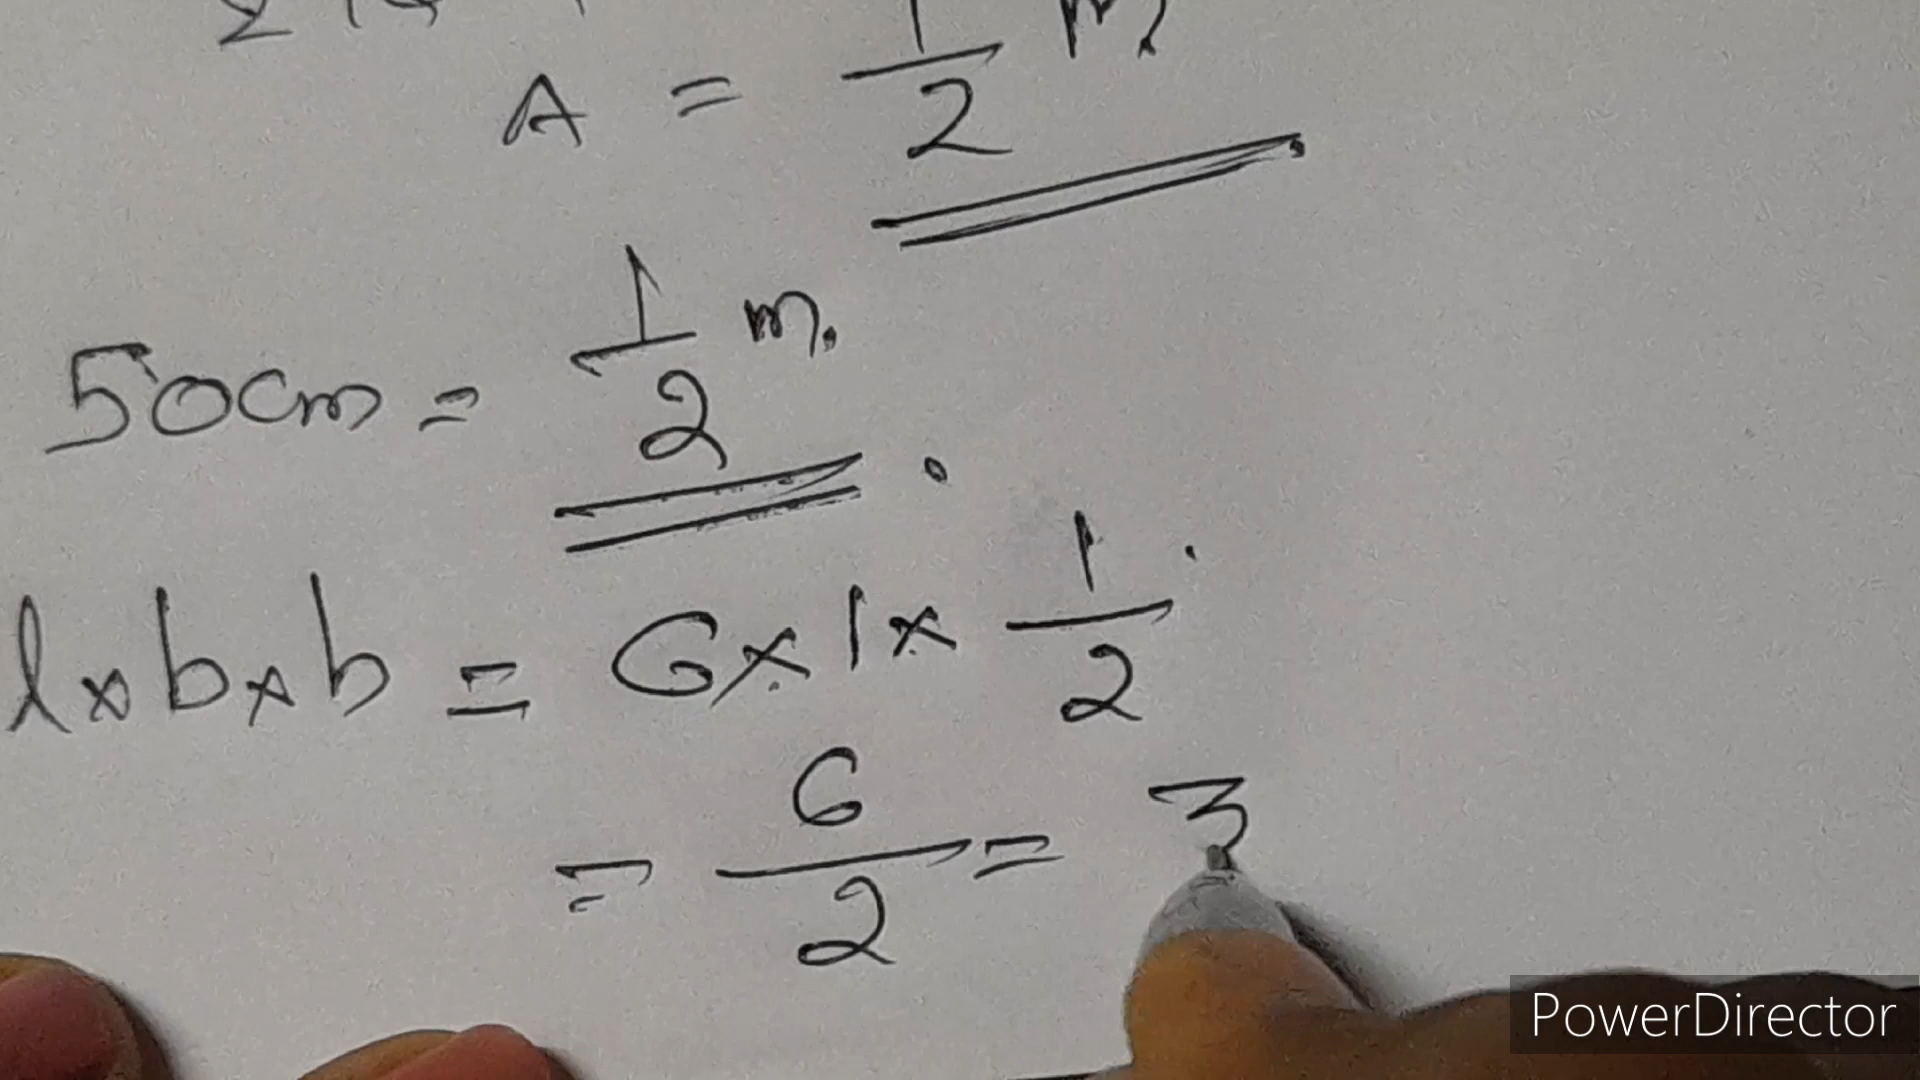 A = 1/2 m
50cm = 1/2 m.
l x b x h = 6 x 1 x 1/2
= 6/2 = 3
PowerDirector